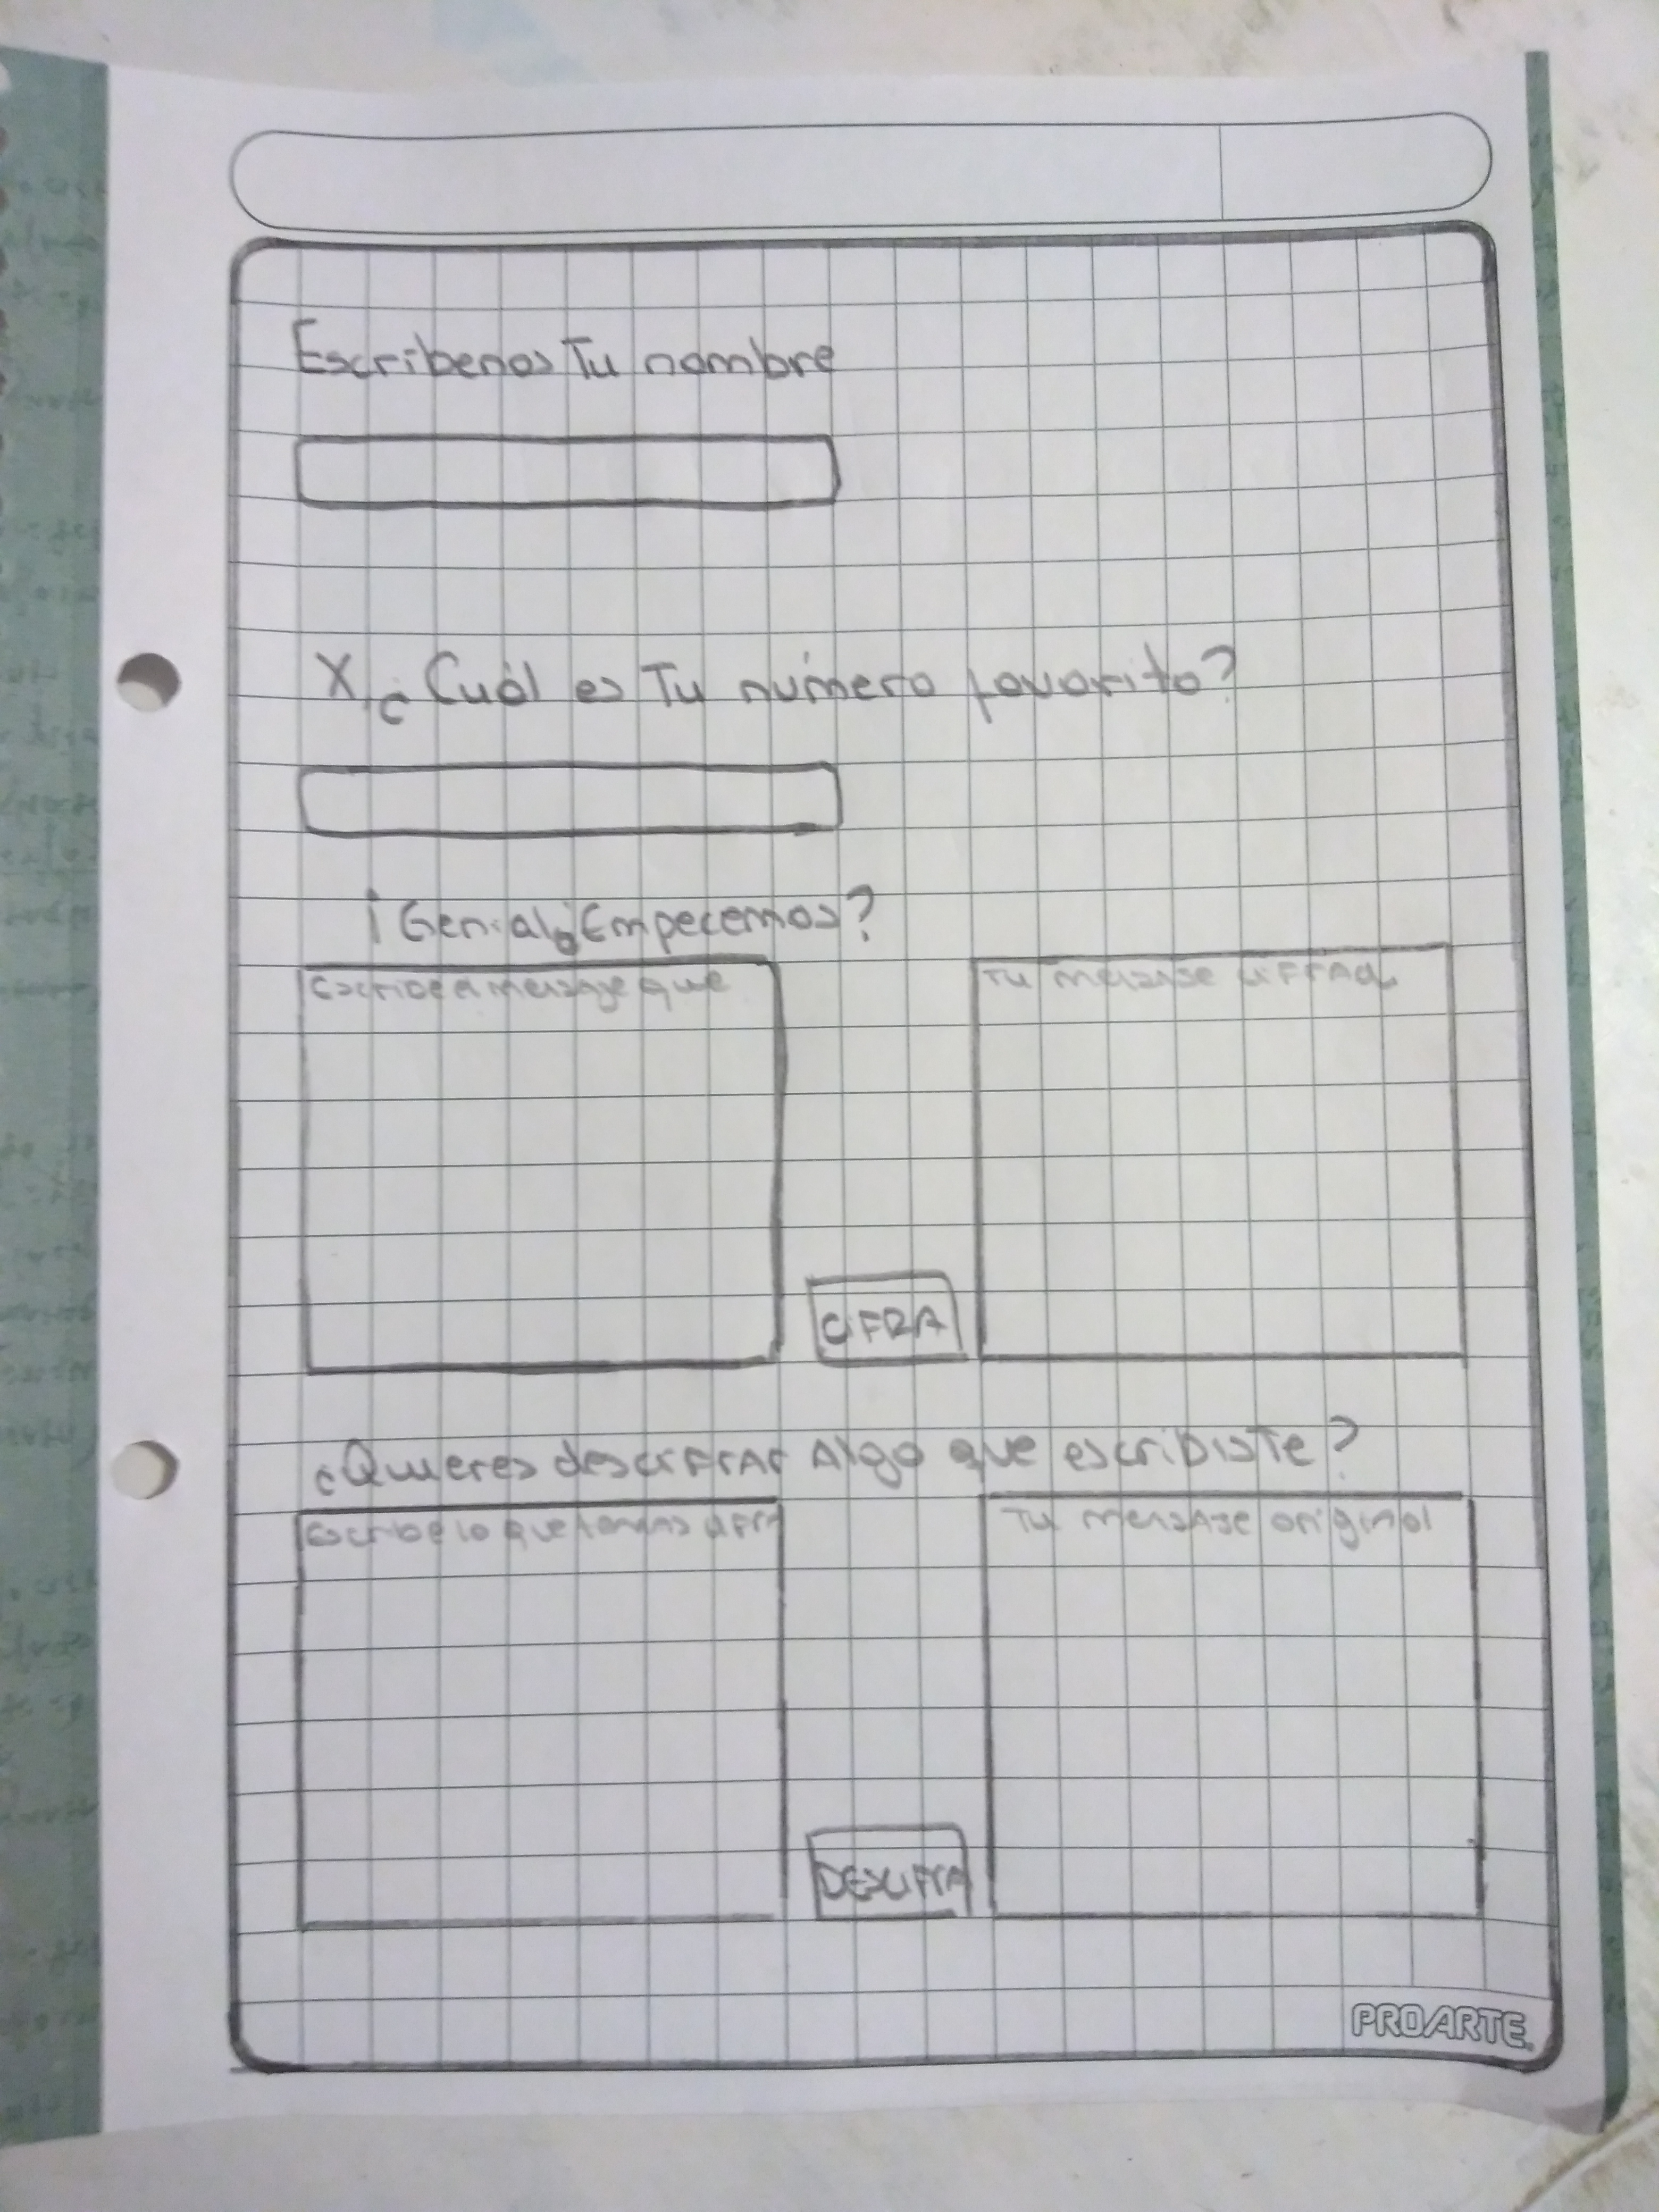 Escribenos Tu nombre
X ¿Cuál es Tu número favorito?
¡Genial, Empecemos?
Escribe el mensaje que
Tu mensaje cifrado
CIFRA
¿Quieres descifrar Algo que escribiste?
Escribe lo que tengas cifra
Tu mensaje original
DESCIFRA
PROARTE